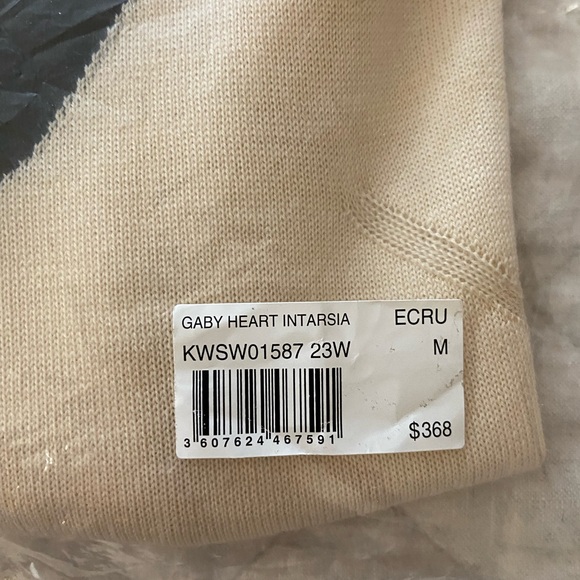 GABY HEART INTARSIA ECRU
KWSW01587 23W M
3 607624 467591
$368